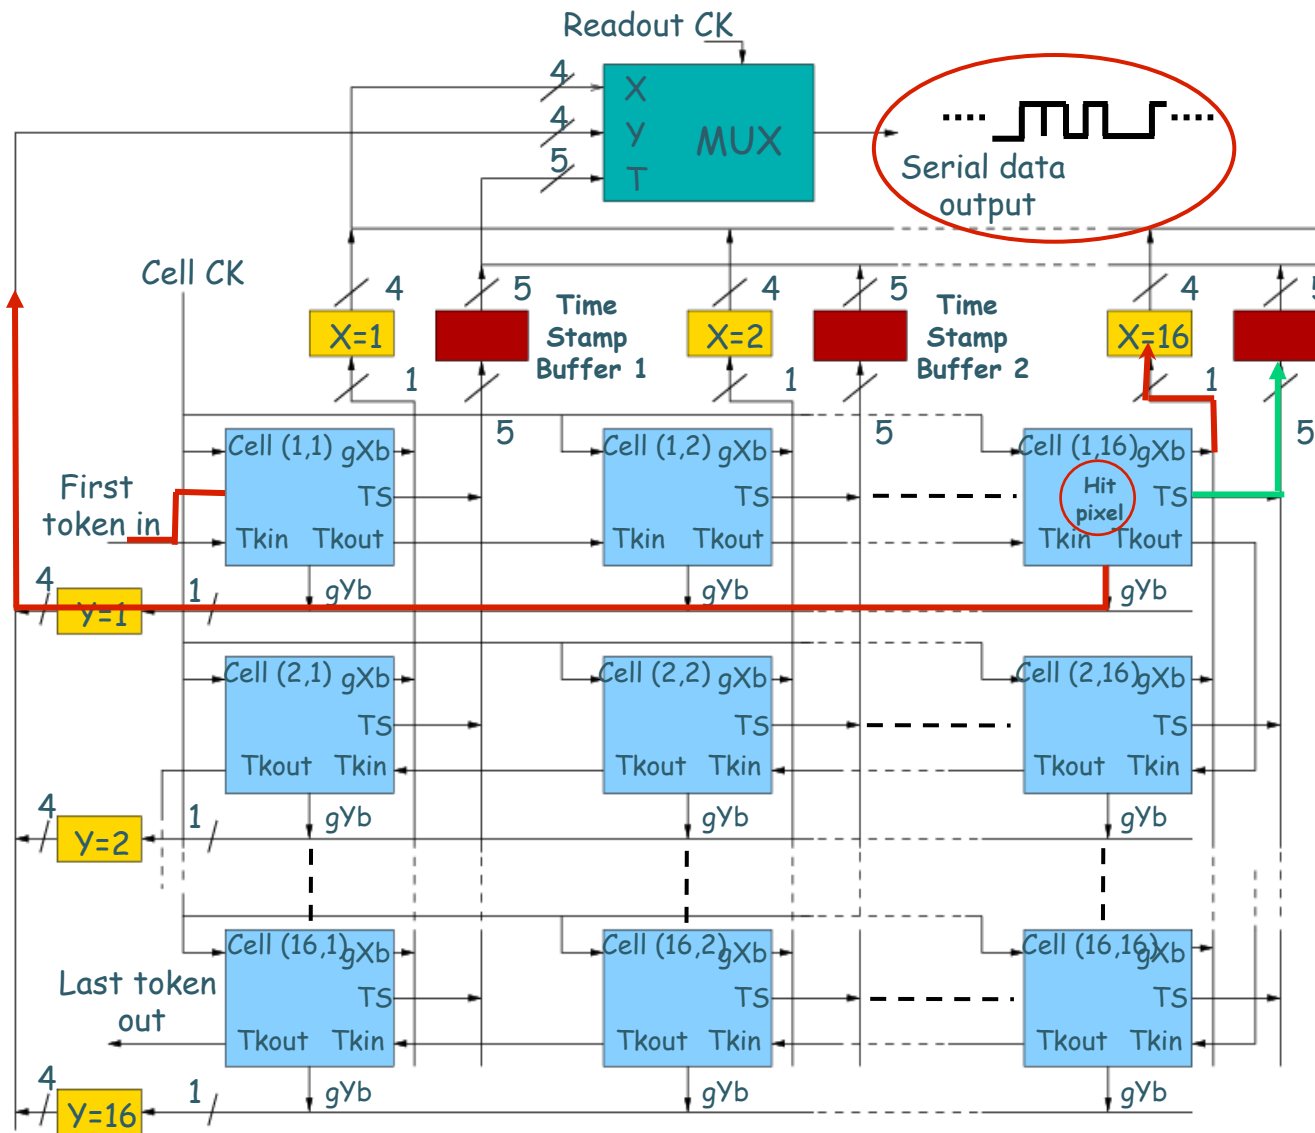 Readout CK
4
X
4
Y
MUX
5
T
Serial data
output
Cell CK
4
5
4
5
4
5
Time
Stamp
Buffer 1
Time
Stamp
Buffer 2
X=1
X=2
X=16
1
1
1
5
5
5
Cell (1,1) gXb
Cell (1,2) gXb
Cell (1,16) gXb
First
token in
TS
TS
Hit
pixel
TS
Tkin Tkout
Tkin Tkout
Tkin Tkout
4
Y=1
1
gYb
gYb
gYb
Cell (2,1) gXb
Cell (2,2) gXb
Cell (2,16) gXb
TS
TS
TS
Tkout Tkin
Tkout Tkin
Tkout Tkin
4
Y=2
1
gYb
gYb
gYb
Cell (16,1) gXb
Cell (16,2) gXb
Cell (16,16) gXb
Last token
out
TS
TS
TS
Tkout Tkin
Tkout Tkin
Tkout Tkin
4
Y=16
1
gYb
gYb
gYb